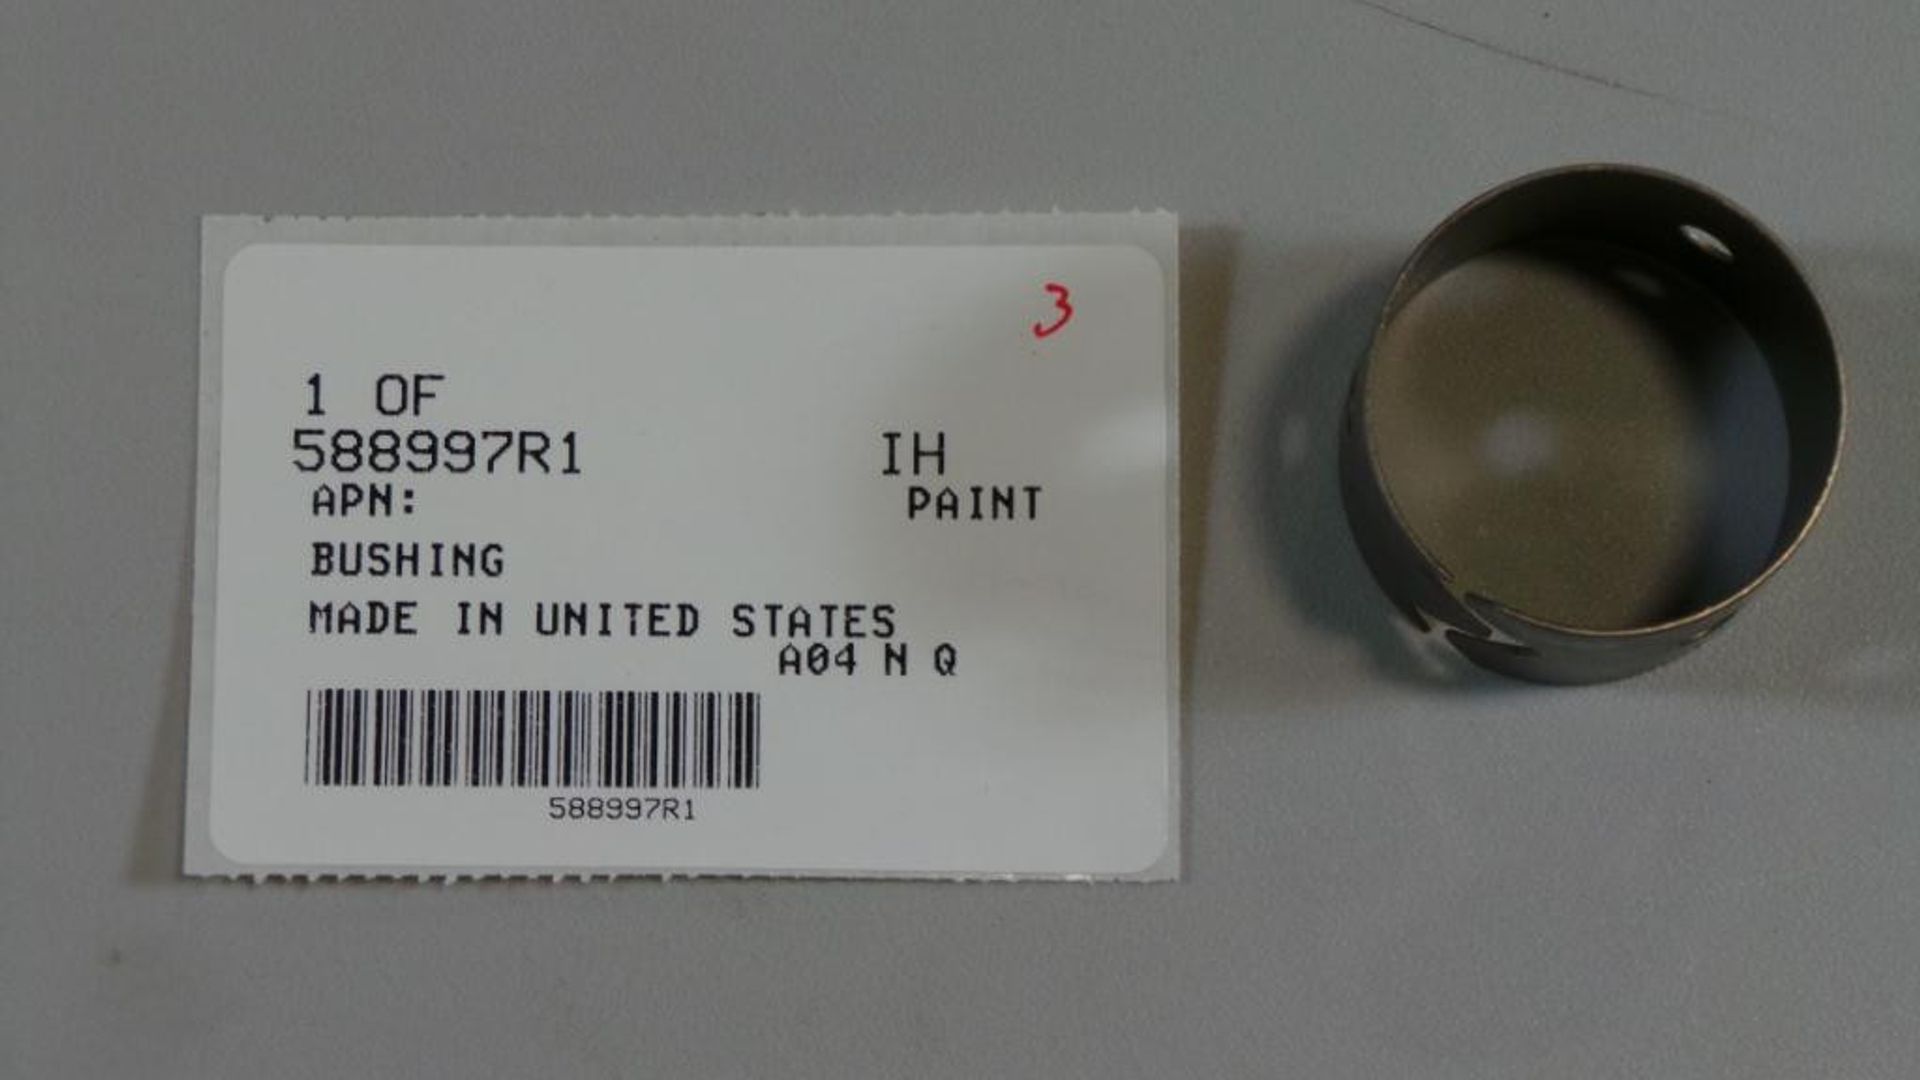 3
1 OF
588997R1 IH
APN: PAINT
BUSHING
MADE IN UNITED STATES
A04 N Q
588997R1